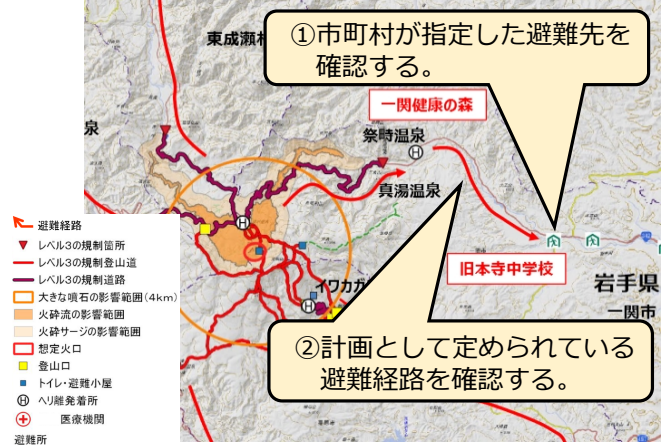 ①市町村が指定した避難先を
確認する。
東成瀬村
一関健康の森
泉
祭畤温泉
真湯温泉
旧本寺中学校
岩手県
一関市
イワカガ
②計画として定められている
避難経路を確認する。
避難経路
レベル3の規制箇所
レベル3の規制登山道
レベル3の規制道路
大きな噴石の影響範囲(4km)
火砕流の影響範囲
火砕サージの影響範囲
想定火口
登山口
トイレ・避難小屋
Ⓗ ヘリ離発着所
医療機関
避難所